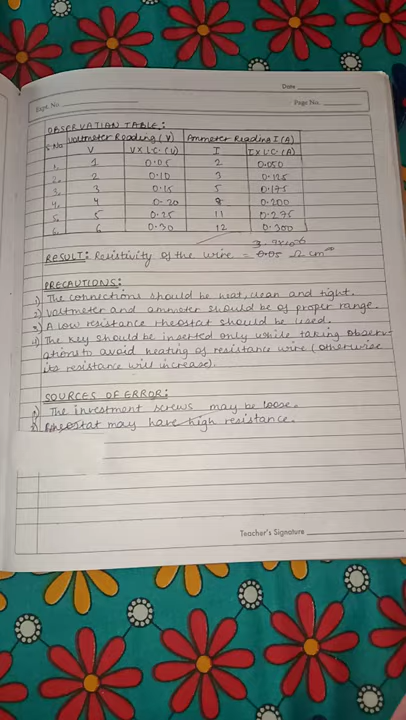 Date
Expt. No.
Page No.
OBSERVATIAN TABLE:
S.No Valtmeter Reading (V) Ammeter Reading I (A)
V V x L.C. (V) I I x L.C. (A)
1. 1 0.05 2 0.050
2. 2 0.10 3 0.125
3. 3 0.15 5 0.175
4. 4 0.20 8 0.200
5. 5 0.25 11 0.275
6. 6 0.30 12 0.300
RESULT: Resistivity of the wire = 0.05 Ω cm
PRECAUTIONS:
1) The connections should be neat, clean and tight.
2) Valtmeter and ammeter should be of proper range.
3) A low resistance rheostat should be used.
4) The key should be inserted only while taking observ-
ations to avoid heating of resistance wire (otherwise
its resistance will increase).
SOURCES OF ERROR:
1) The investment screws may be loose.
2) Rheostat may have high resistance.
Teacher's Signature